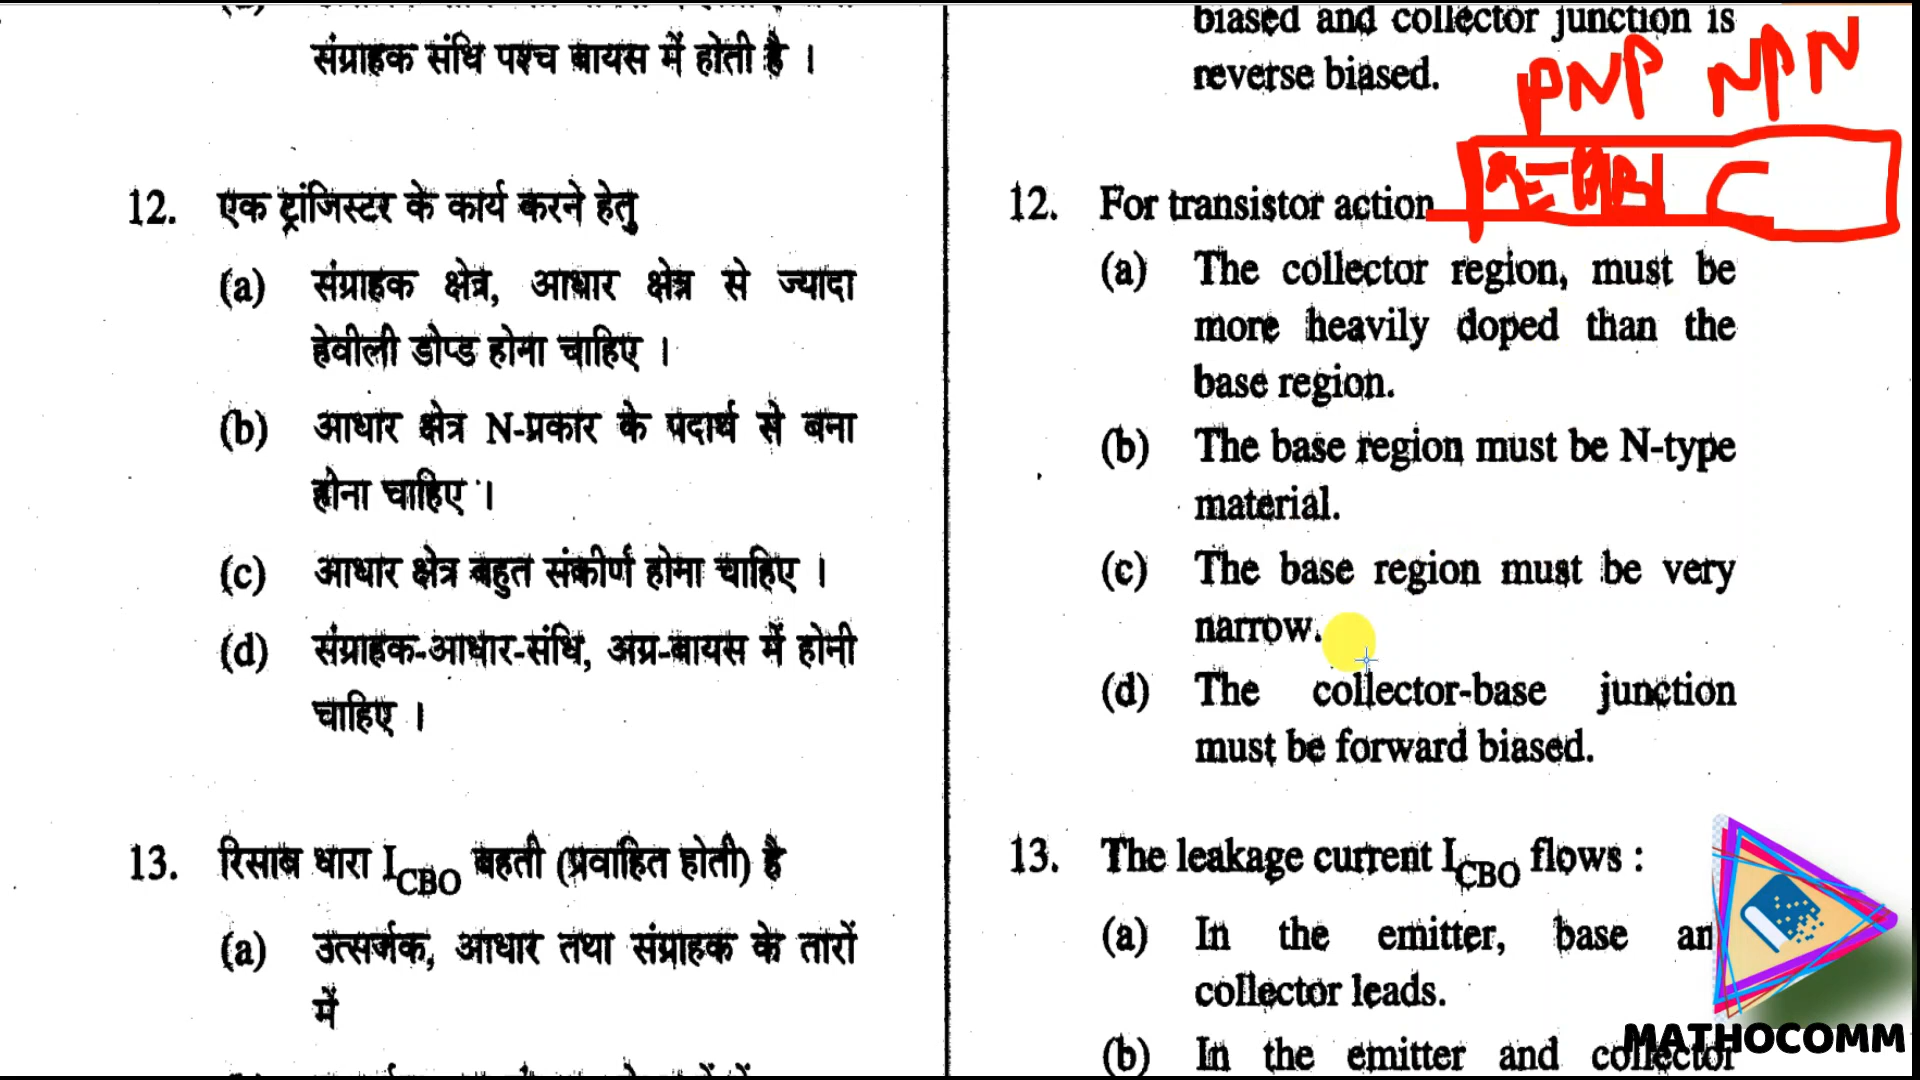 संग्राहक संधि पश्च बायस में होती है ।
12. एक ट्रांजिस्टर के कार्य करने हेतु
(a) संग्राहक क्षेत्र, आधार क्षेत्र से ज्यादा
हेवीली डोप्ड होना चाहिए ।
(b) आधार क्षेत्र N-प्रकार के पदार्थ से बना
होना चाहिए ।
(c) आधार क्षेत्र बहुत संकीर्ण होना चाहिए ।
(d) संग्राहक-आधार-संधि, अग्र-बायस में होनी
चाहिए ।
13. रिसाव धारा I_CBO बहती (प्रवाहित होती) है
(a) उत्सर्जक, आधार तथा संग्राहक के तारों
में
biased and collector junction is
reverse biased.
PNP NPN
12. For transistor action
(a) The collector region, must be
more heavily doped than the
base region.
(b) The base region must be N-type
material.
(c) The base region must be very
narrow.
(d) The collector-base junction
must be forward biased.
13. The leakage current I_CBO flows :
(a) In the emitter, base an
collector leads.
(b) In the emitter and collector
MATHOCOMM